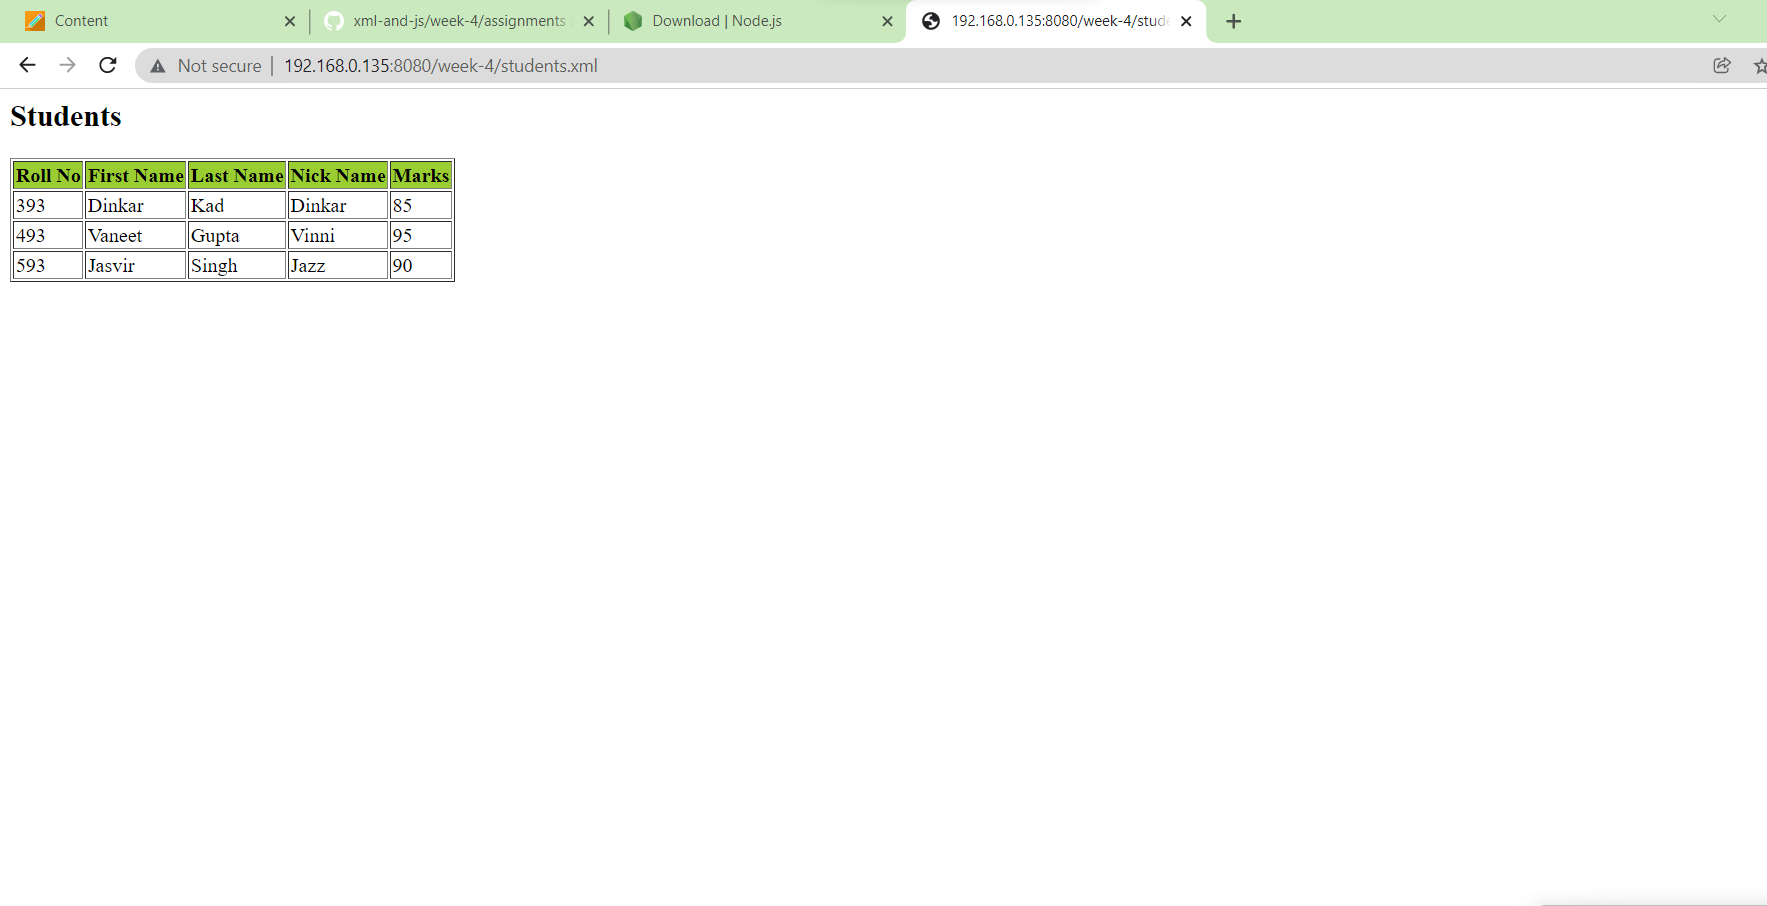 Content
xml-and-js/week-4/assignments
Download | Node.js
192.168.0.135:8080/week-4/stude
Not secure | 192.168.0.135:8080/week-4/students.xml
Students
Roll No First Name Last Name Nick Name Marks
393 Dinkar Kad Dinkar 85
493 Vaneet Gupta Vinni 95
593 Jasvir Singh Jazz 90